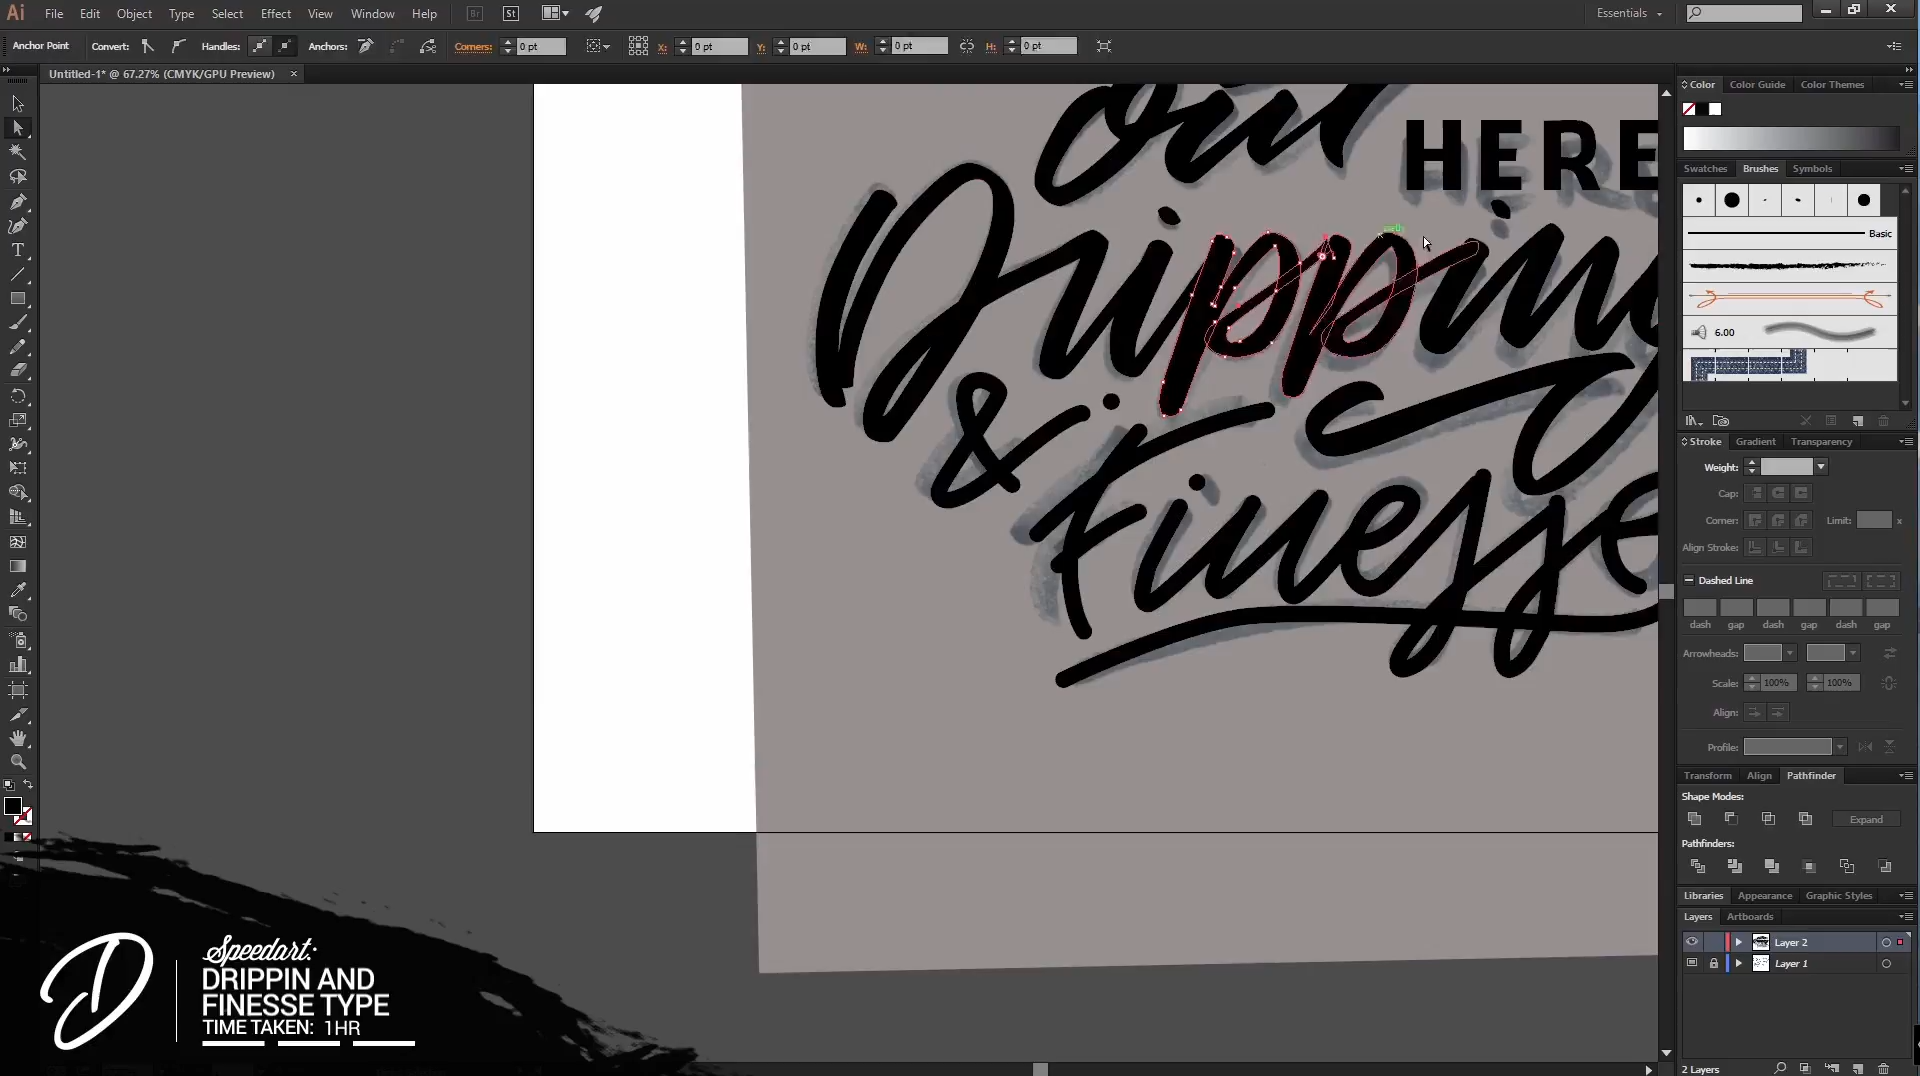 Ai File Edit Object Type Select Effect View Window Help Br St Essentials
Anchor Point Convert: Handles: Anchors: Corners: 0 pt X: 0 pt Y: 0 pt W: 0 pt H: 0 pt
Untitled-1* @ 67.27% (CMYK/GPU Preview) ×
Color Color Guide Color Themes
Swatches Brushes Symbols
Basic
6.00
Stroke Gradient Transparency
Weight:
Cap:
Corner: Limit: x
Align Stroke:
Dashed Line
dash gap dash gap dash gap
Arrowheads:
Scale: 100% 100%
Align:
Profile:
Transform Align Pathfinder
Shape Modes:
Expand
Pathfinders:
Libraries Appearance Graphic Styles
Layers Artboards
Layer 2
Layer 1
2 Layers
out
HERE
Dripping
& Finesse
D
Speedart:
DRIPPIN AND
FINESSE TYPE
TIME TAKEN: 1HR